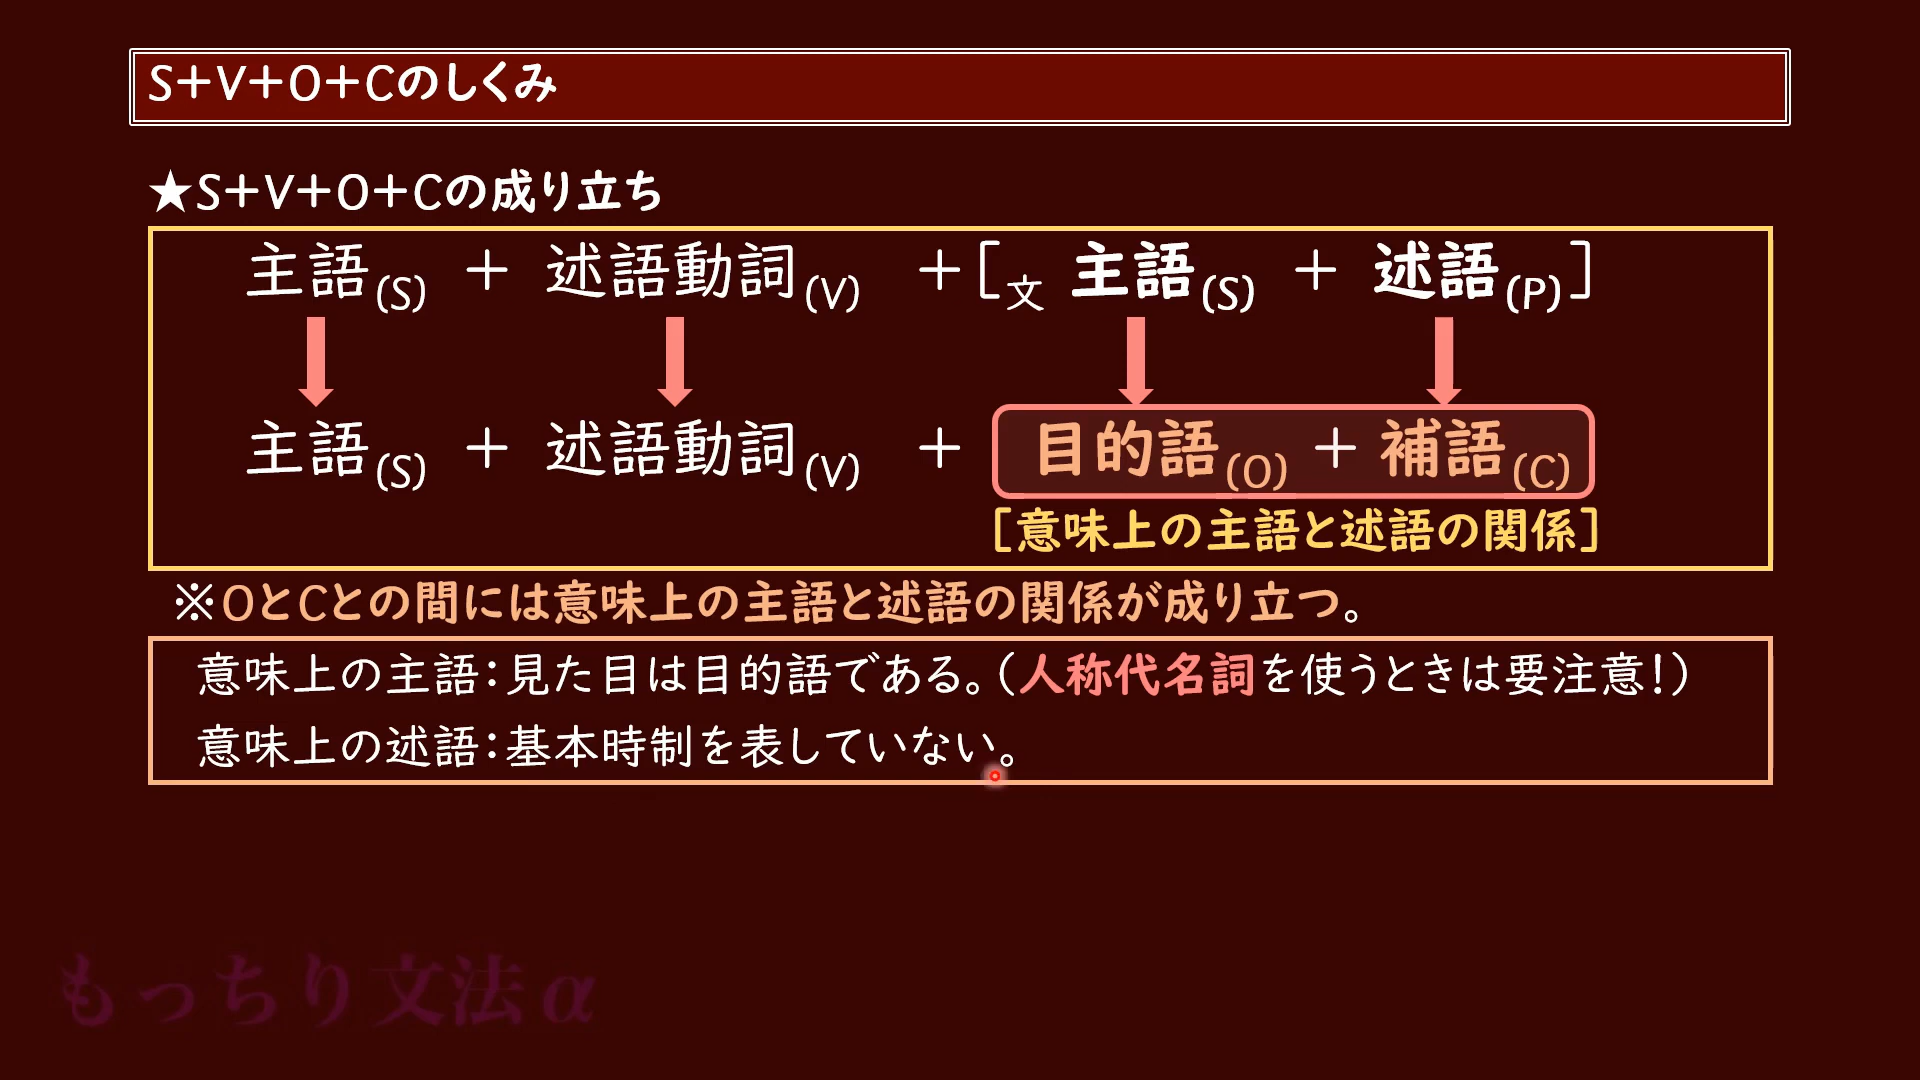 S+V+O+Cのしくみ
★S+V+O+Cの成り立ち
主語(S) + 述語動詞(V) +[文 主語(S) + 述語(P)]
主語(S) + 述語動詞(V) + 目的語(O) + 補語(C)
[意味上の主語と述語の関係]
※OとCとの間には意味上の主語と述語の関係が成り立つ。
意味上の主語：見た目は目的語である。（人称代名詞を使うときは要注意！）
意味上の述語：基本時制を表していない。
もっちり文法α